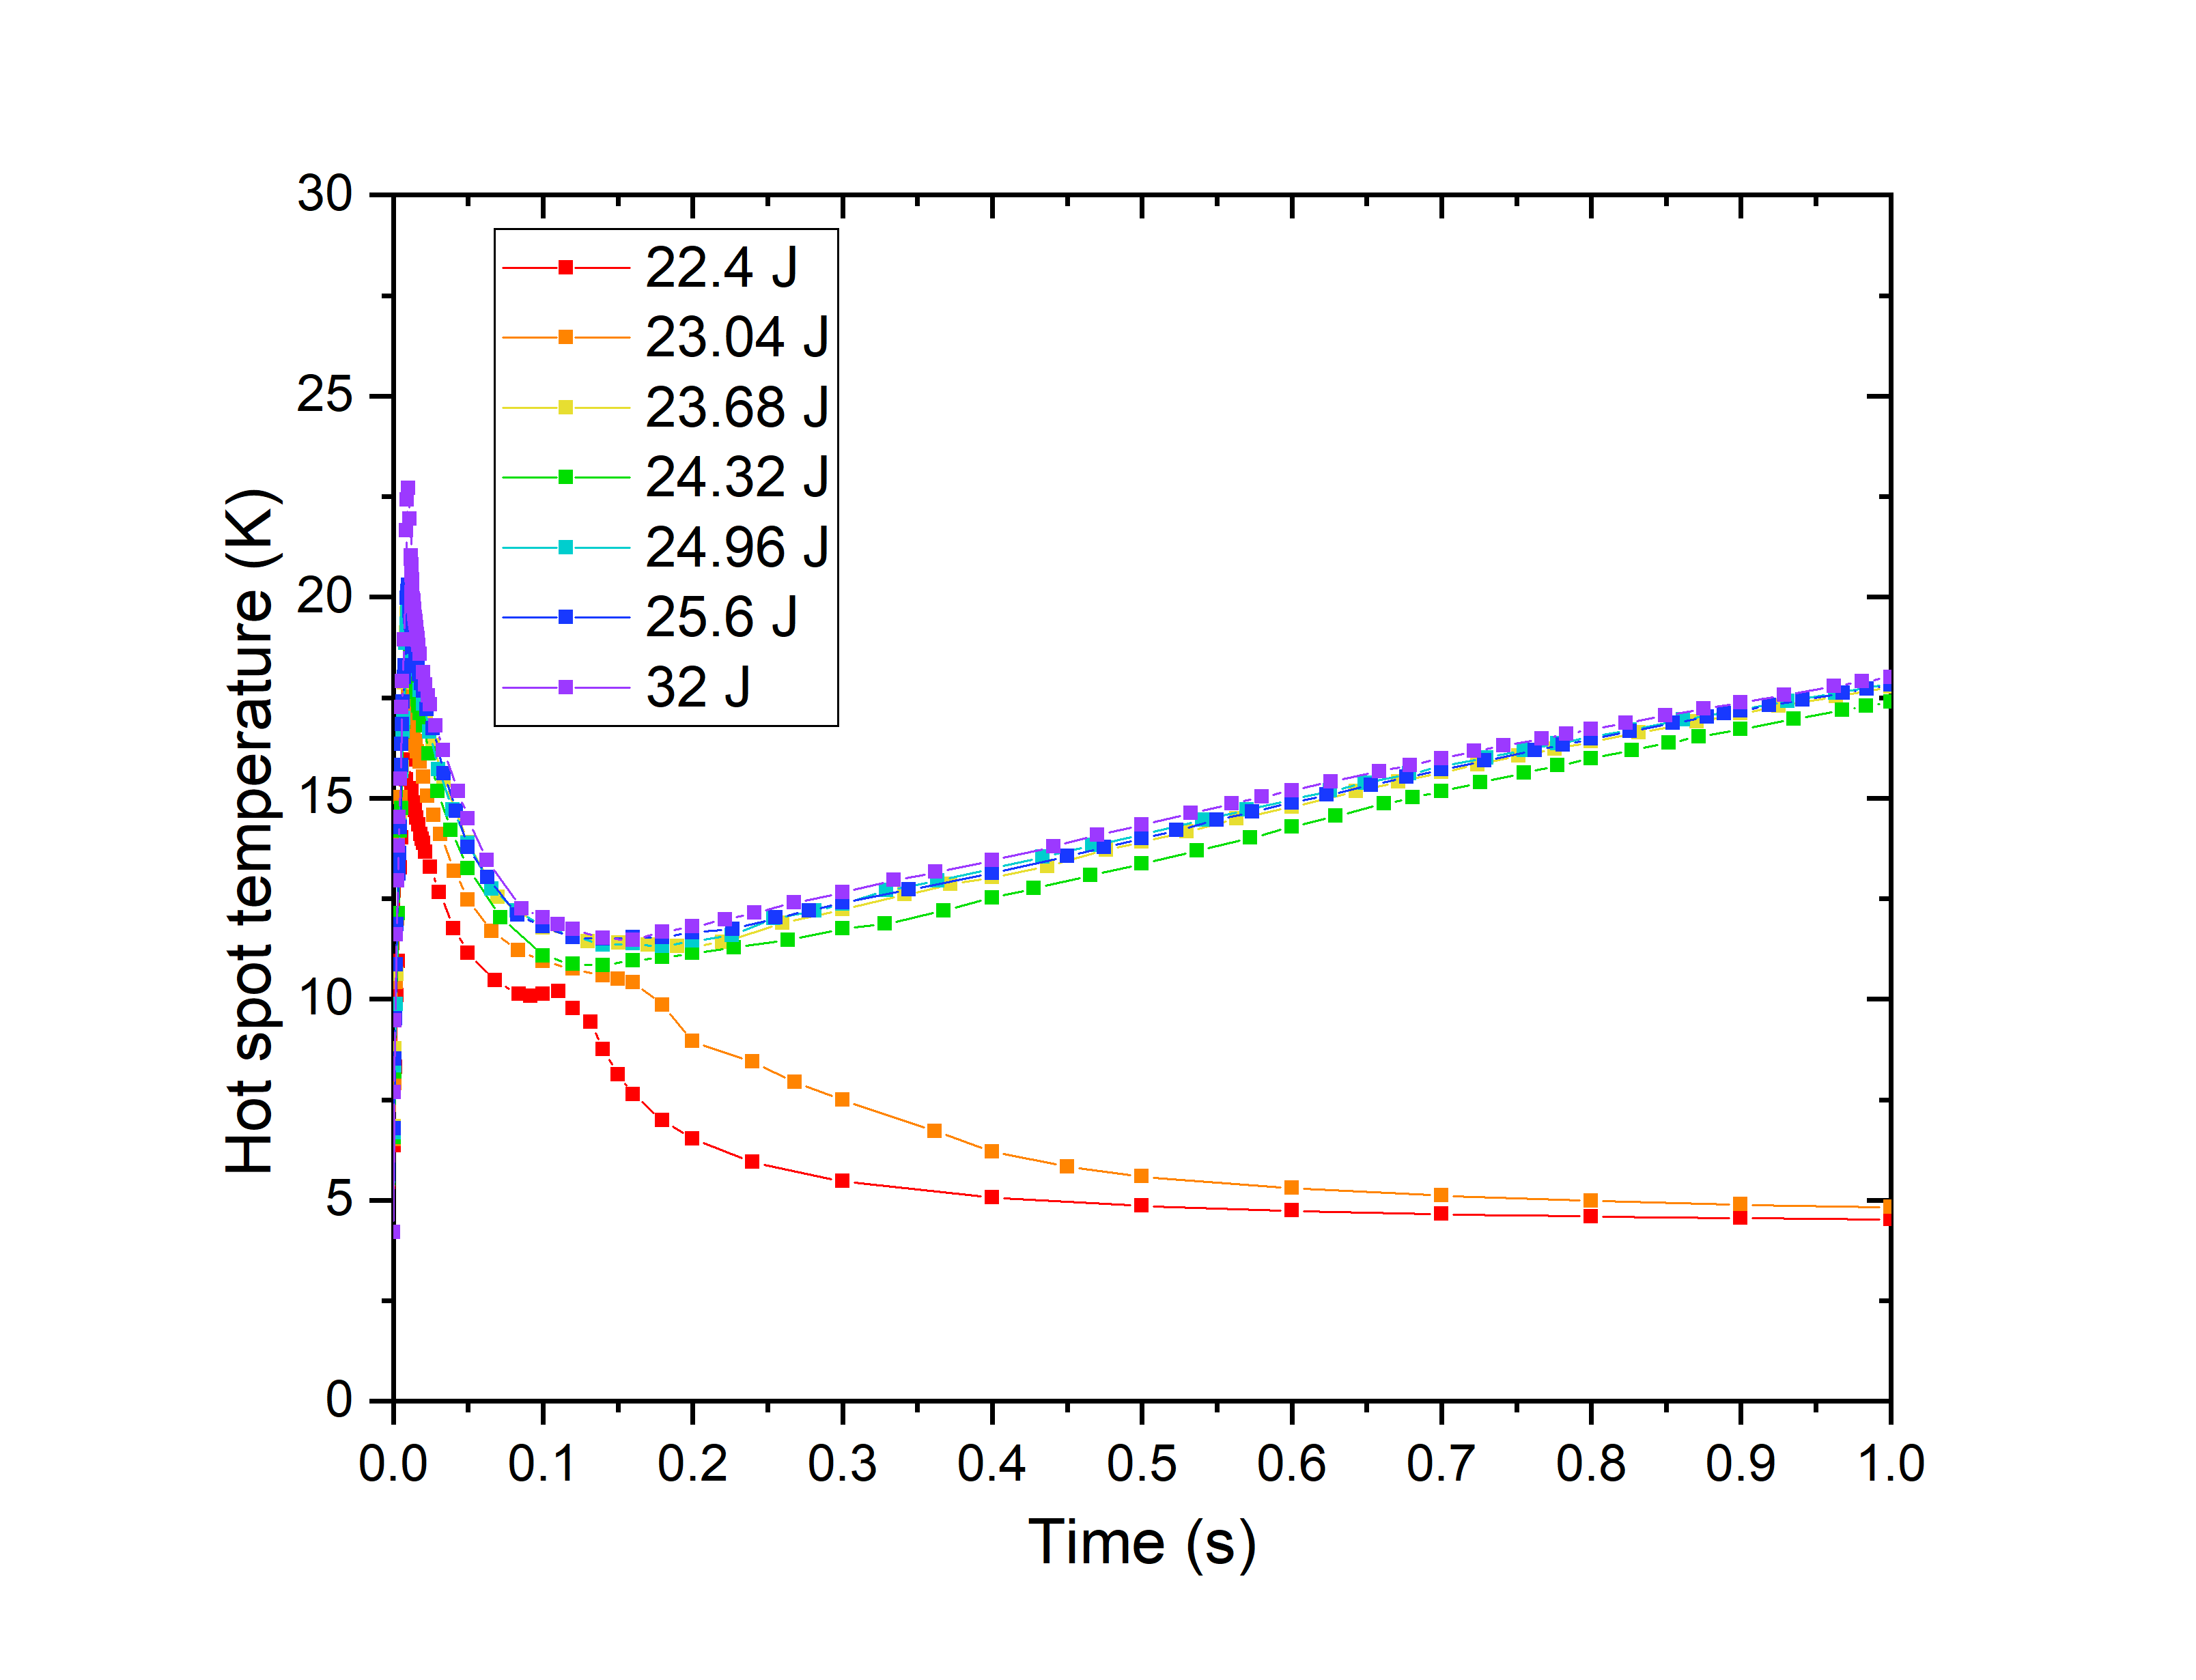 30
25
20
15
10
5
0
Hot spot temperature (K)
22.4 J
23.04 J
23.68 J
24.32 J
24.96 J
25.6 J
32 J
0.0 0.1 0.2 0.3 0.4 0.5 0.6 0.7 0.8 0.9 1.0
Time (s)